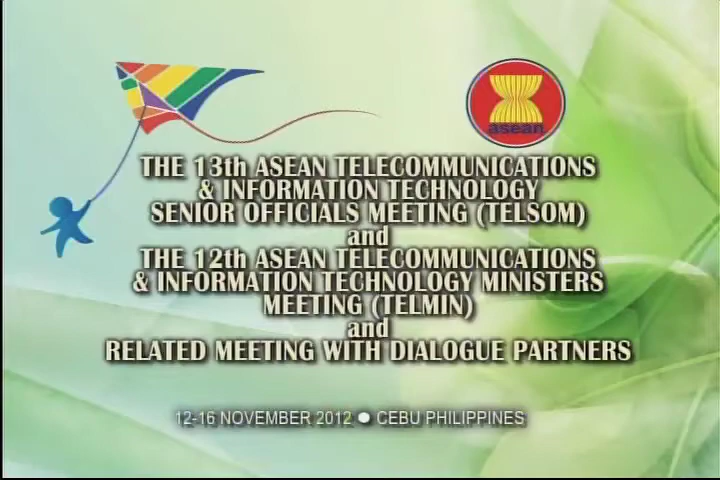 asean
THE 13th ASEAN TELECOMMUNICATIONS
& INFORMATION TECHNOLOGY
SENIOR OFFICIALS MEETING (TELSOM)
and
THE 12th ASEAN TELECOMMUNICATIONS
& INFORMATION TECHNOLOGY MINISTERS
MEETING (TELMIN)
and
RELATED MEETING WITH DIALOGUE PARTNERS
12-16 NOVEMBER 2012 ● CEBU PHILIPPINES